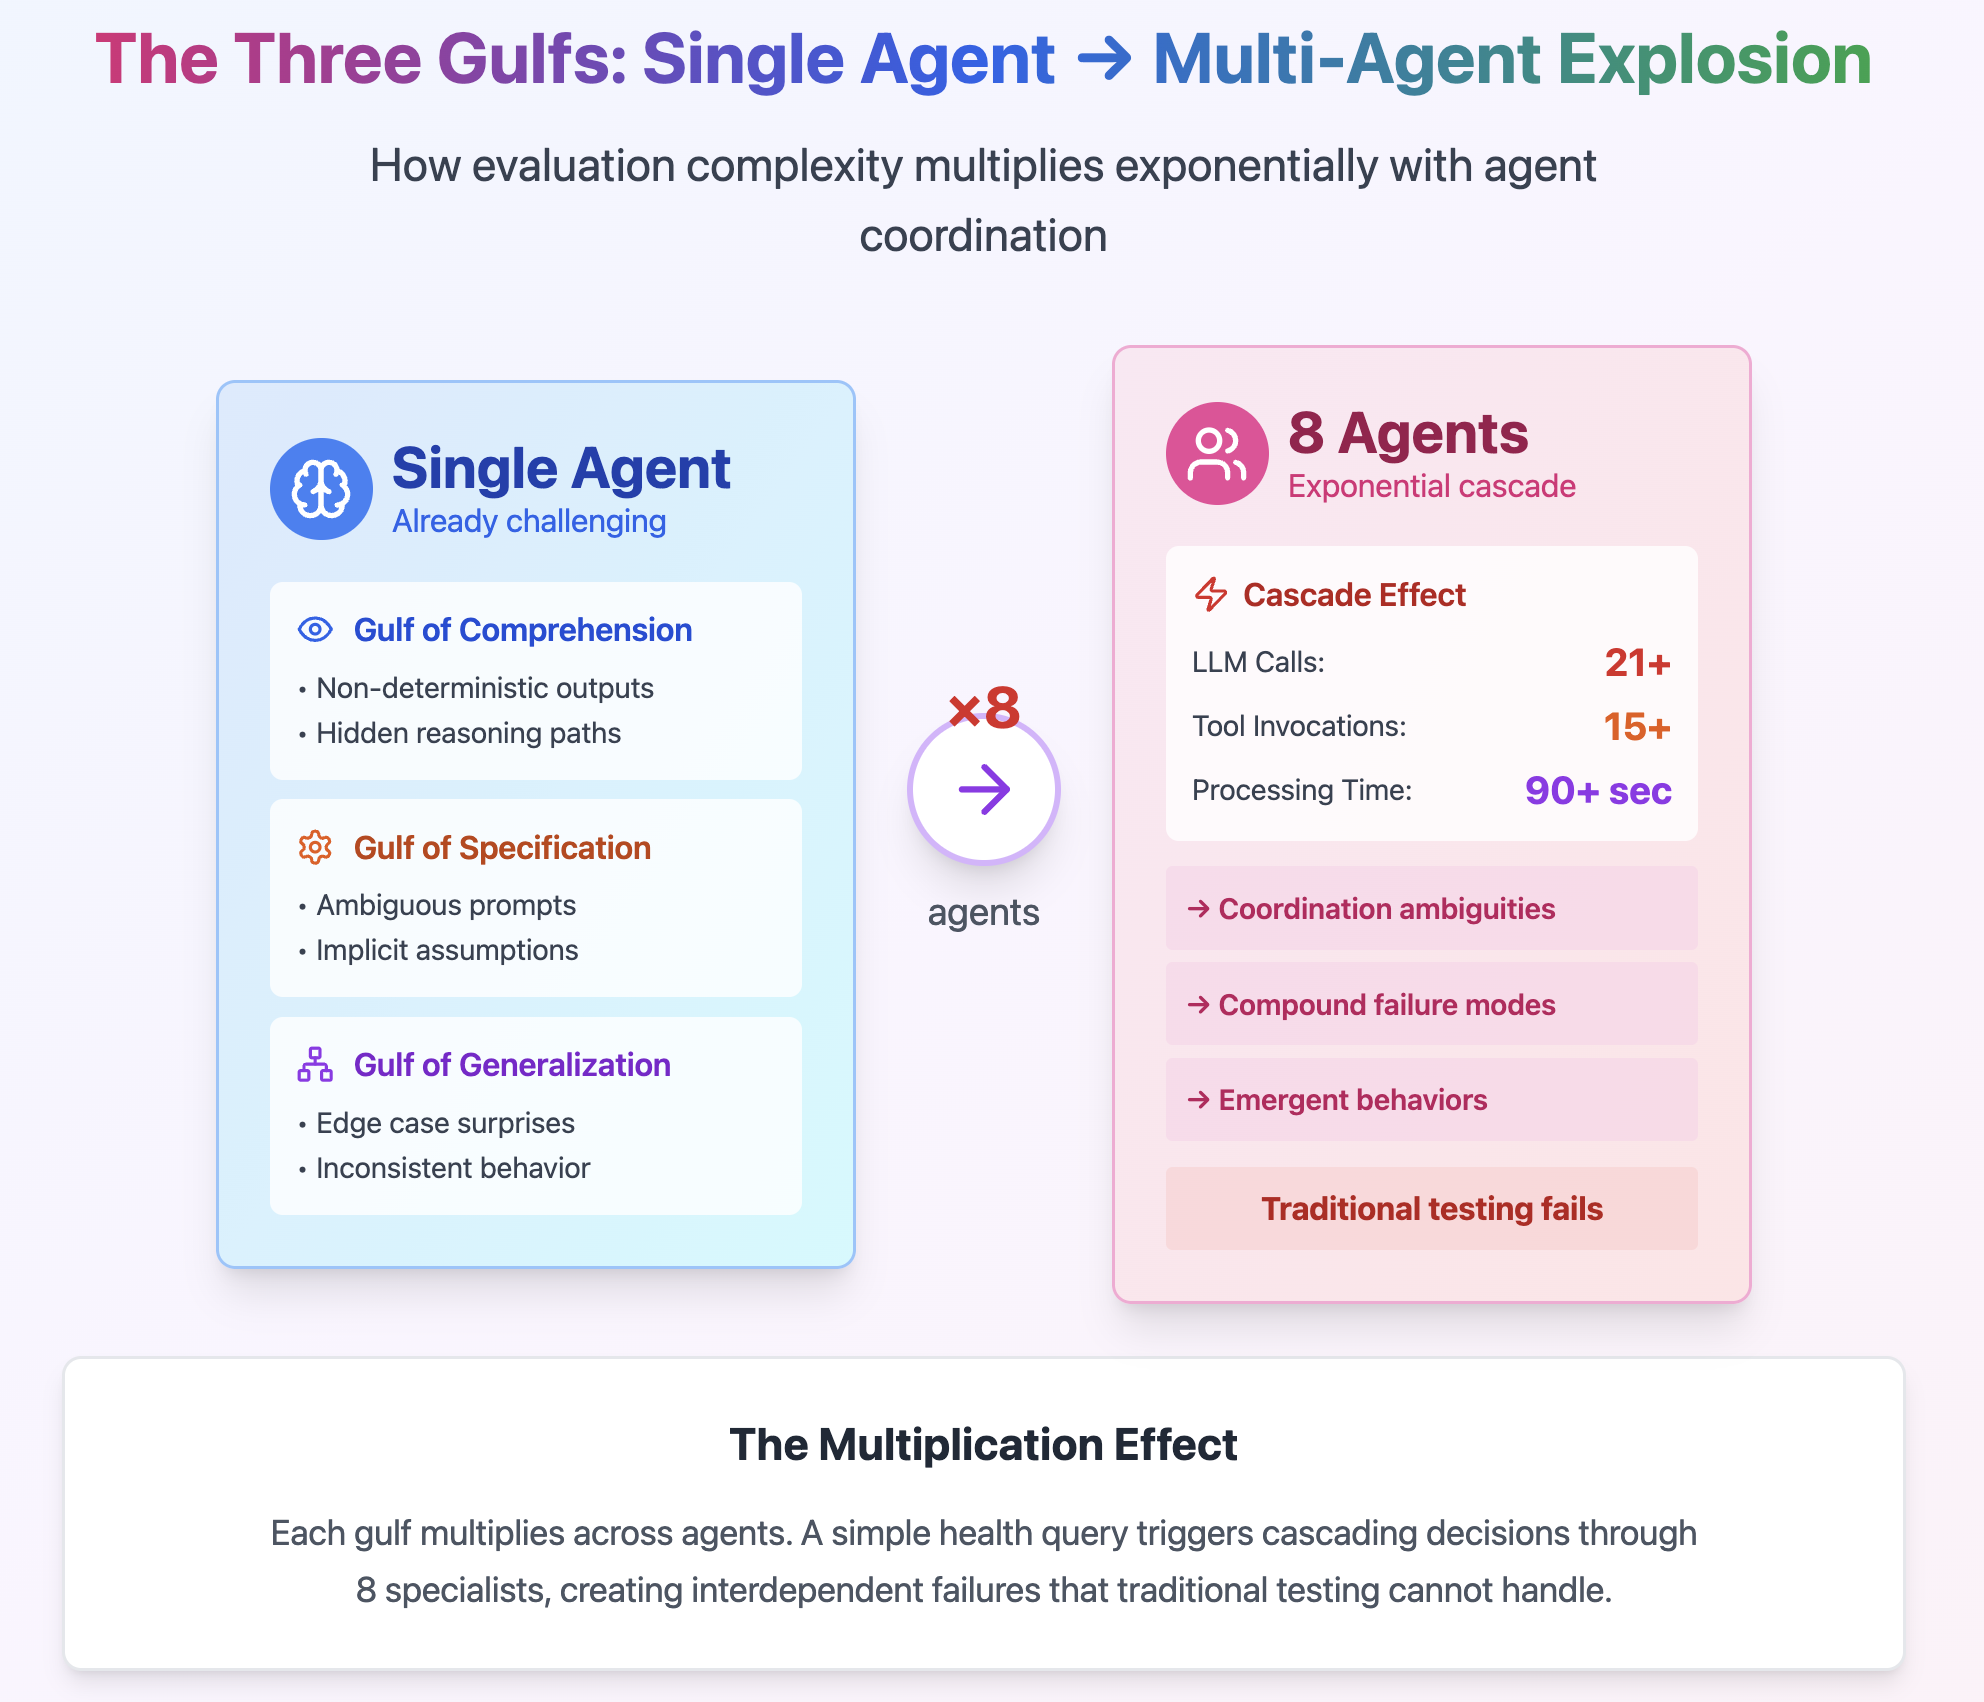 The Three Gulfs: Single Agent → Multi-Agent Explosion
How evaluation complexity multiplies exponentially with agent
coordination
Single Agent
Already challenging
Gulf of Comprehension
• Non-deterministic outputs
• Hidden reasoning paths
Gulf of Specification
• Ambiguous prompts
• Implicit assumptions
Gulf of Generalization
• Edge case surprises
• Inconsistent behavior
×8
agents
8 Agents
Exponential cascade
Cascade Effect
LLM Calls: 21+
Tool Invocations: 15+
Processing Time: 90+ sec
→ Coordination ambiguities
→ Compound failure modes
→ Emergent behaviors
Traditional testing fails
The Multiplication Effect
Each gulf multiplies across agents. A simple health query triggers cascading decisions through
8 specialists, creating interdependent failures that traditional testing cannot handle.